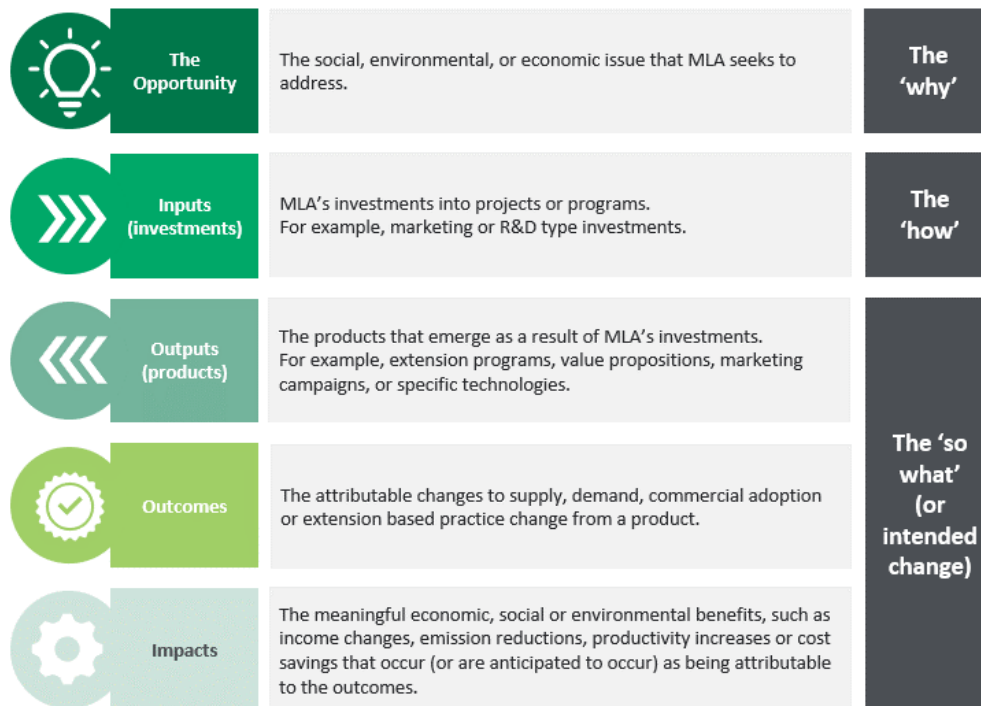 The
Opportunity
The social, environmental, or economic issue that MLA seeks to
address.
The
‘why’
Inputs
(investments)
MLA’s investments into projects or programs.
For example, marketing or R&D type investments.
The
‘how’
Outputs
(products)
The products that emerge as a result of MLA’s investments.
For example, extension programs, value propositions, marketing
campaigns, or specific technologies.
The ‘so
what’
(or
intended
change)
Outcomes
The attributable changes to supply, demand, commercial adoption
or extension based practice change from a product.
Impacts
The meaningful economic, social or environmental benefits, such as
income changes, emission reductions, productivity increases or cost
savings that occur (or are anticipated to occur) as being attributable
to the outcomes.